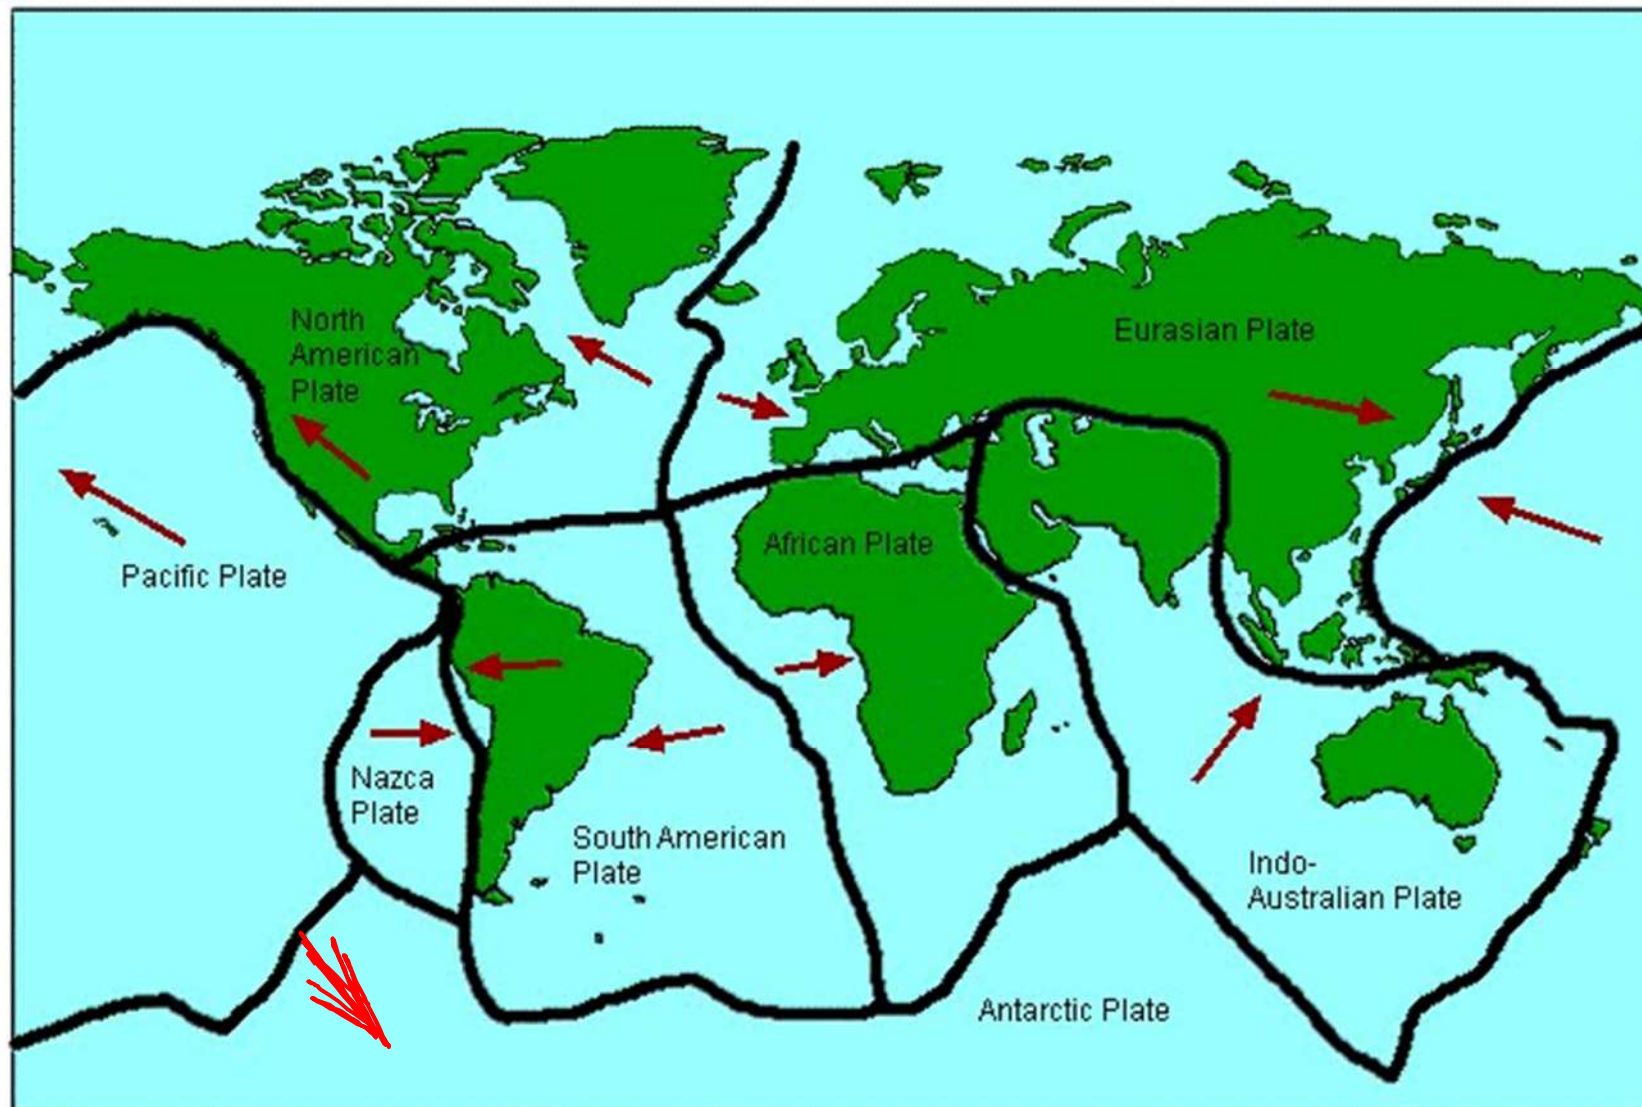 North
American
Plate
Eurasian Plate
African Plate
Pacific Plate
Nazca
Plate
South American
Plate
Indo-
Australian Plate
Antarctic Plate